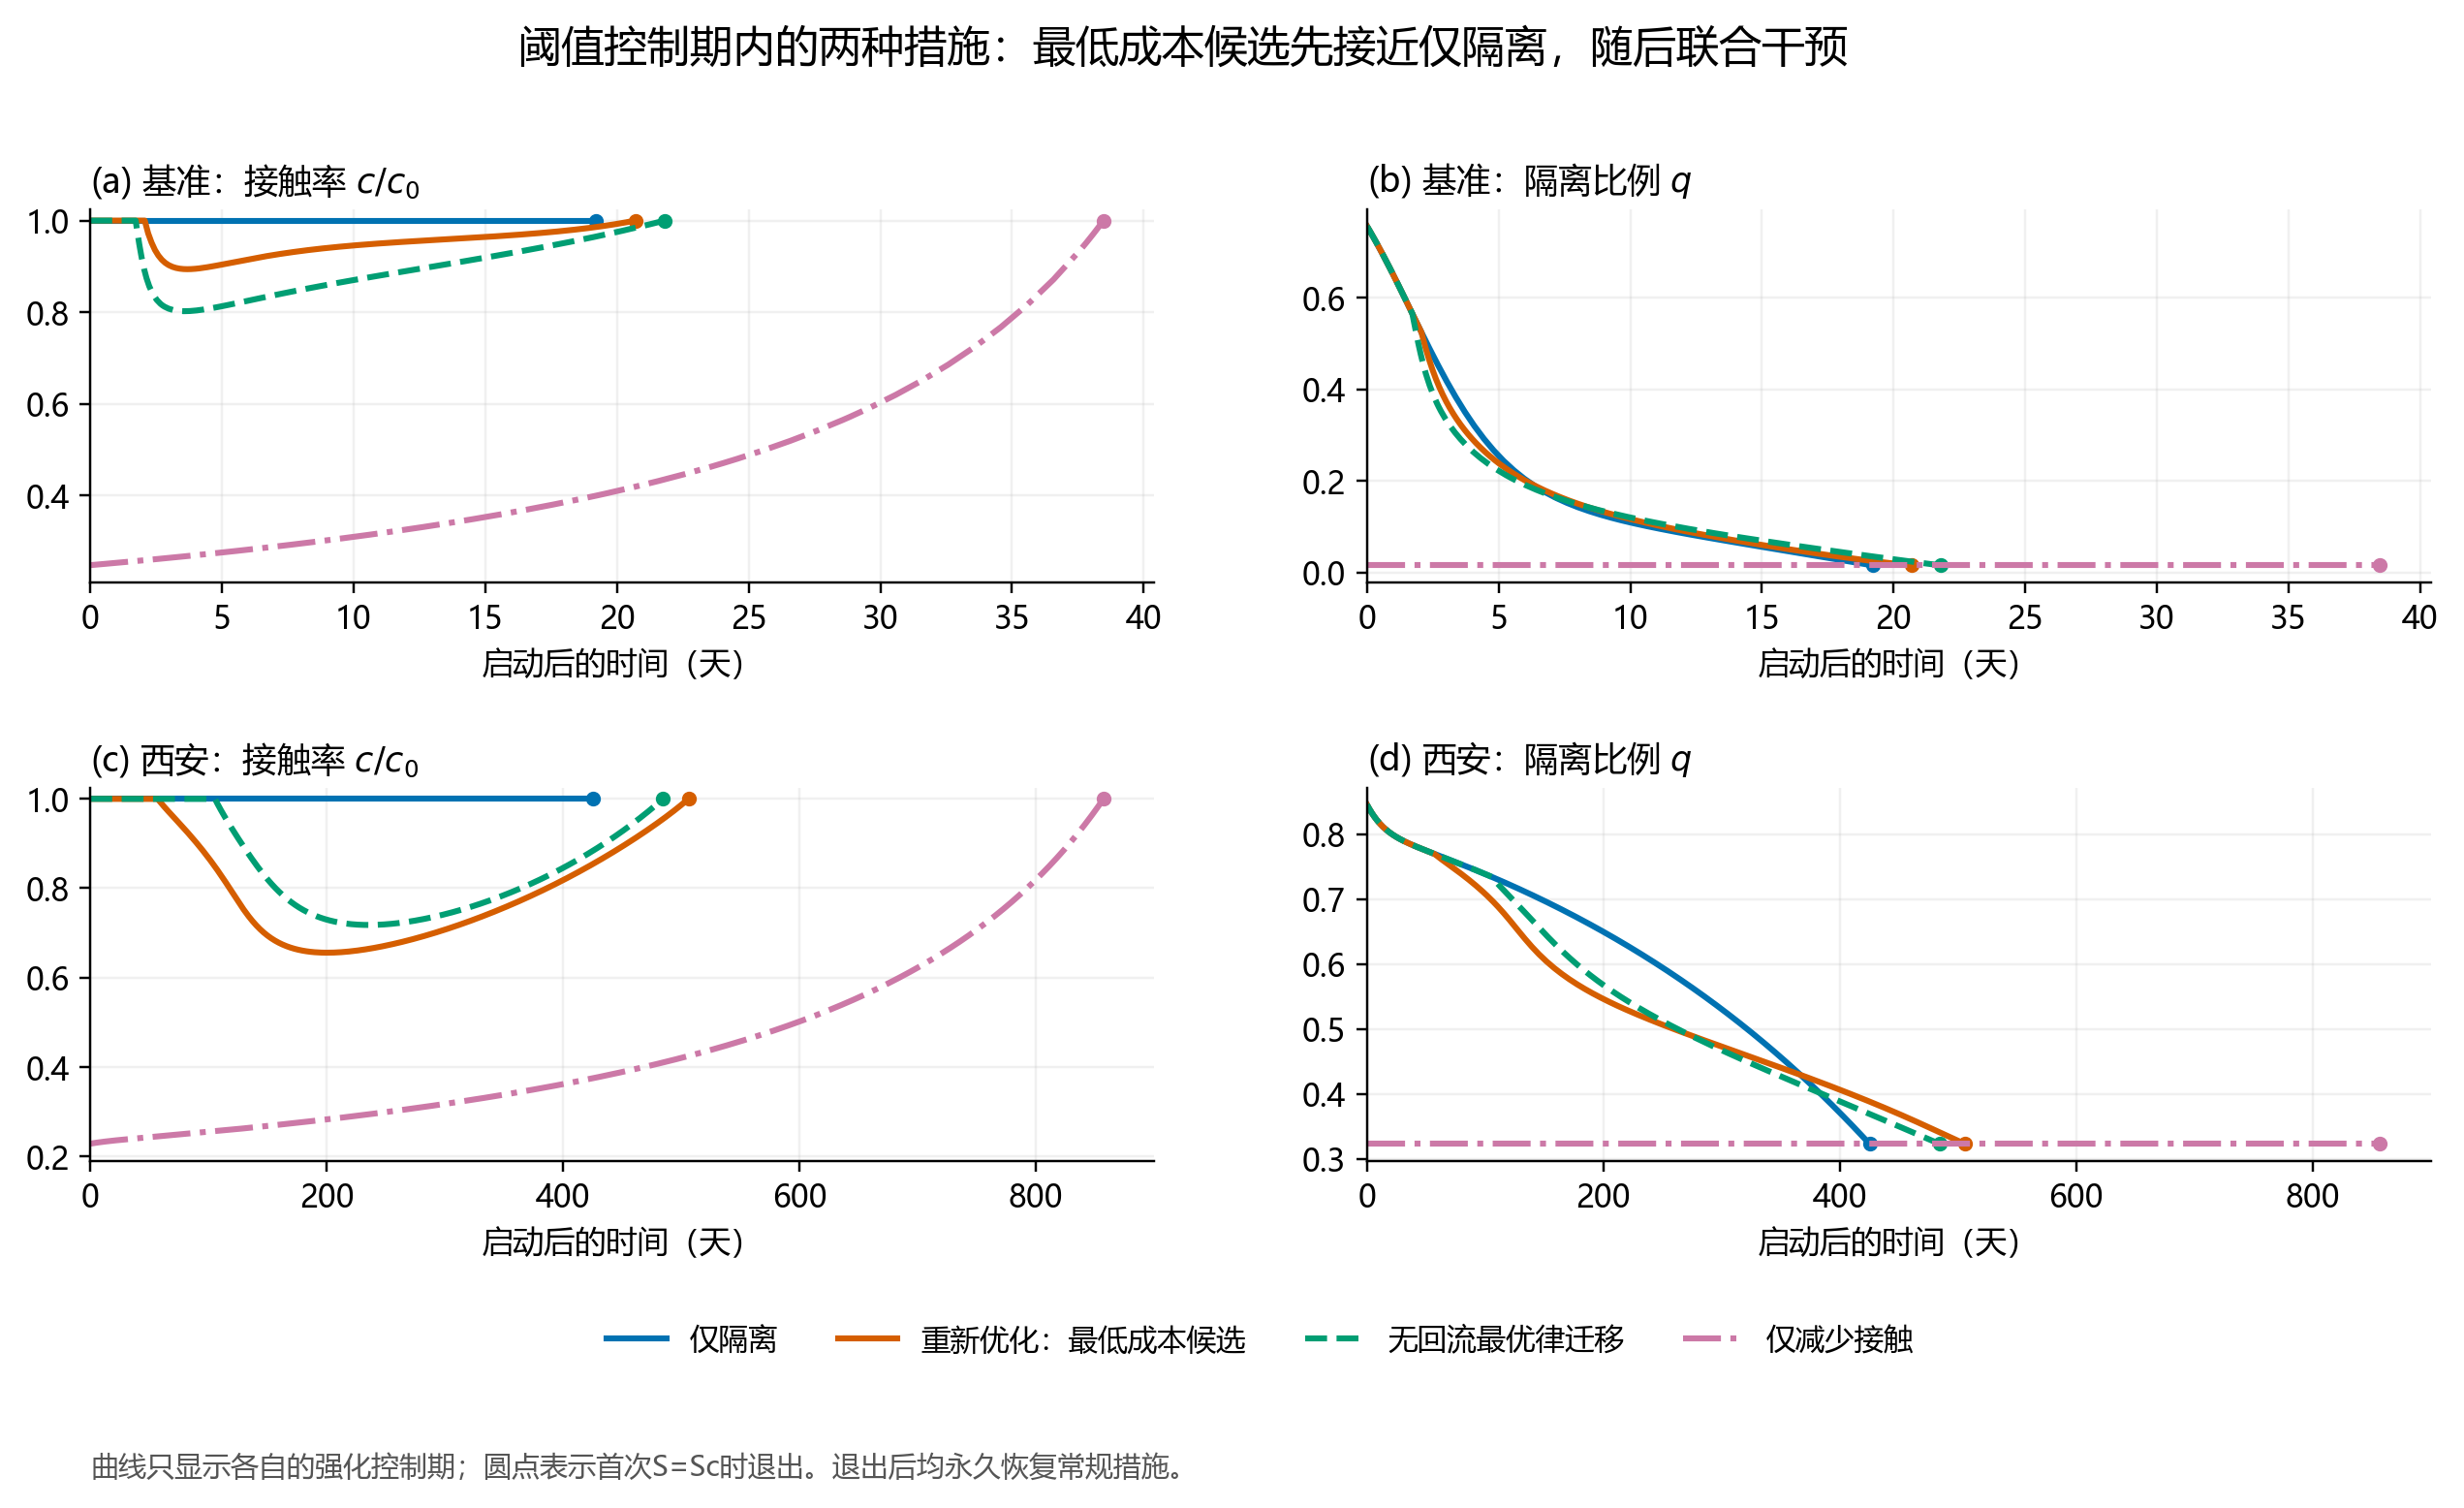 阈值控制期内的两种措施：最低成本候选先接近仅隔离，随后联合干预
(a) 基准：接触率 c/c₀
1.0
0.8
0.6
0.4
0 5 10 15 20 25 30 35 40
启动后的时间（天）
(b) 基准：隔离比例 q
0.6
0.4
0.2
0.0
0 5 10 15 20 25 30 35 40
启动后的时间（天）
(c) 西安：接触率 c/c₀
1.0
0.8
0.6
0.4
0.2
0 200 400 600 800
启动后的时间（天）
(d) 西安：隔离比例 q
0.8
0.7
0.6
0.5
0.4
0.3
0 200 400 600 800
启动后的时间（天）
仅隔离 重新优化：最低成本候选 无回流最优律迁移 仅减少接触
曲线只显示各自的强化控制期；圆点表示首次S=Sc时退出。退出后均永久恢复常规措施。